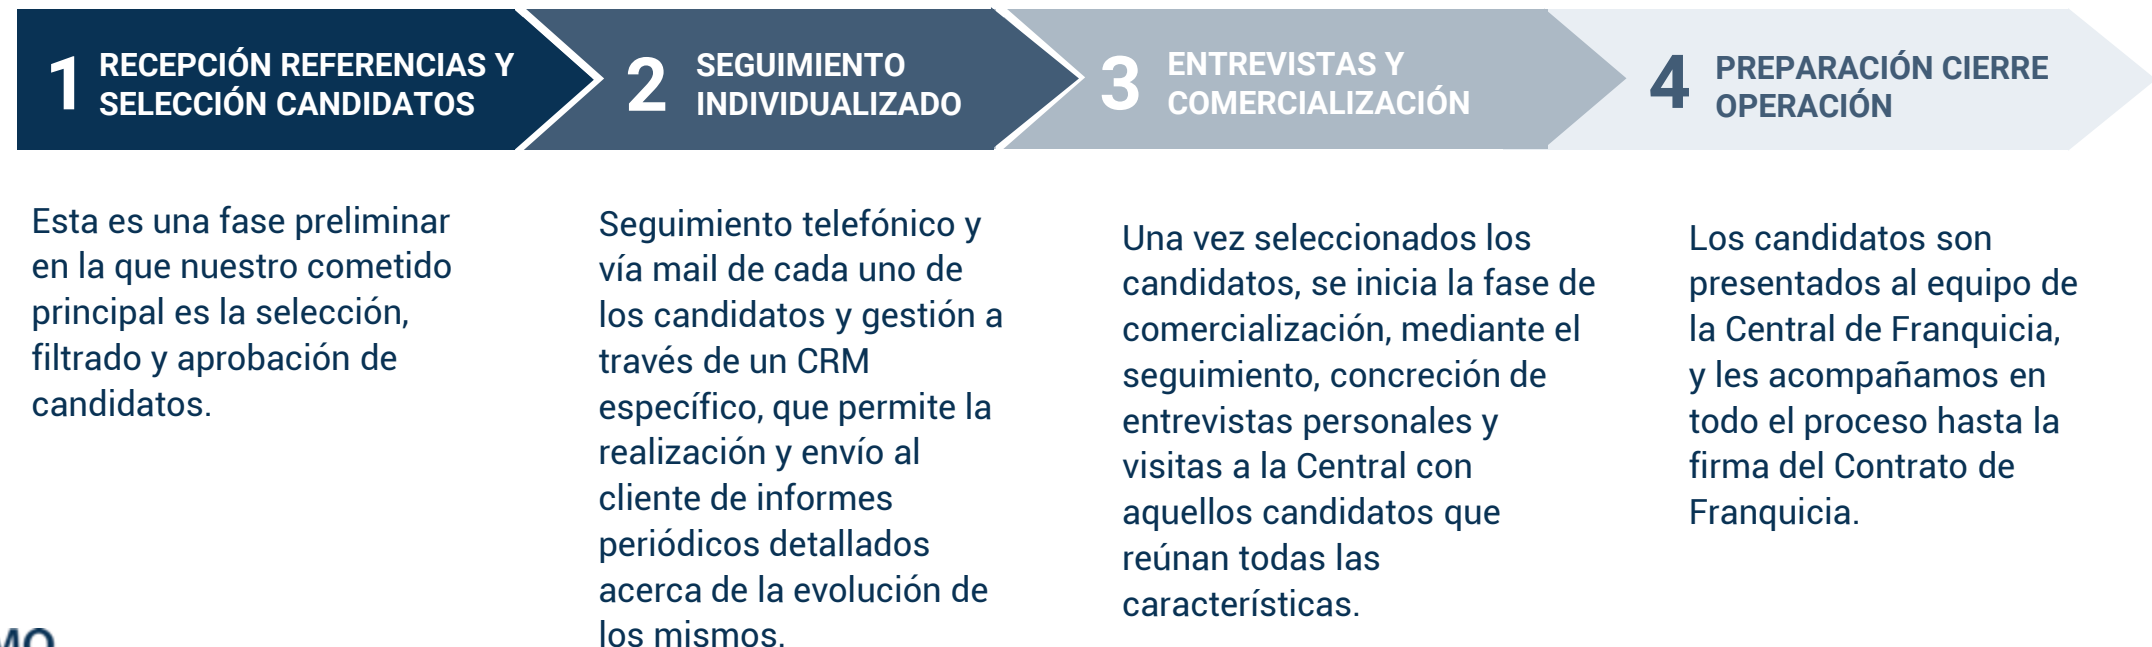 1 RECEPCIÓN REFERENCIAS Y
SELECCIÓN CANDIDATOS
2 SEGUIMIENTO
INDIVIDUALIZADO
3 ENTREVISTAS Y
COMERCIALIZACIÓN
4 PREPARACIÓN CIERRE
OPERACIÓN
Esta es una fase preliminar
en la que nuestro cometido
principal es la selección,
filtrado y aprobación de
candidatos.
Seguimiento telefónico y
vía mail de cada uno de
los candidatos y gestión a
través de un CRM
específico, que permite la
realización y envío al
cliente de informes
periódicos detallados
acerca de la evolución de
los mismos.
Una vez seleccionados los
candidatos, se inicia la fase de
comercialización, mediante el
seguimiento, concreción de
entrevistas personales y
visitas a la Central con
aquellos candidatos que
reúnan todas las
características.
Los candidatos son
presentados al equipo de
la Central de Franquicia,
y les acompañamos en
todo el proceso hasta la
firma del Contrato de
Franquicia.